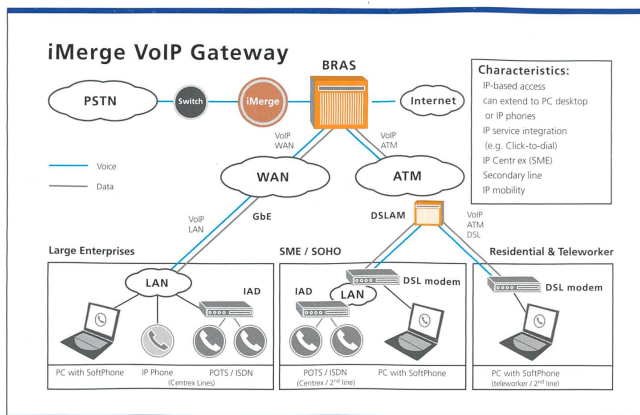 iMerge VoIP Gateway
BRAS
PSTN
Switch
iMerge
Internet
Characteristics:
IP-based access
can extend to PC desktop
or IP phones
IP service integration
(e.g. Click-to-dial)
IP Centr ex (SME)
Secondary line
IP mobility
VoIP
WAN
VoIP
ATM
Voice
Data
WAN
ATM
VoIP
LAN
GbE
DSLAM
VoIP
ATM
DSL
Large Enterprises
SME / SOHO
Residential & Teleworker
LAN
IAD
IAD
LAN
DSL modem
DSL modem
PC with SoftPhone
IP Phone
POTS / ISDN
(Centrex Lines)
POTS / ISDN
(Centrex / 2nd line)
PC with SoftPhone
PC with SoftPhone
(teleworker / 2nd line)